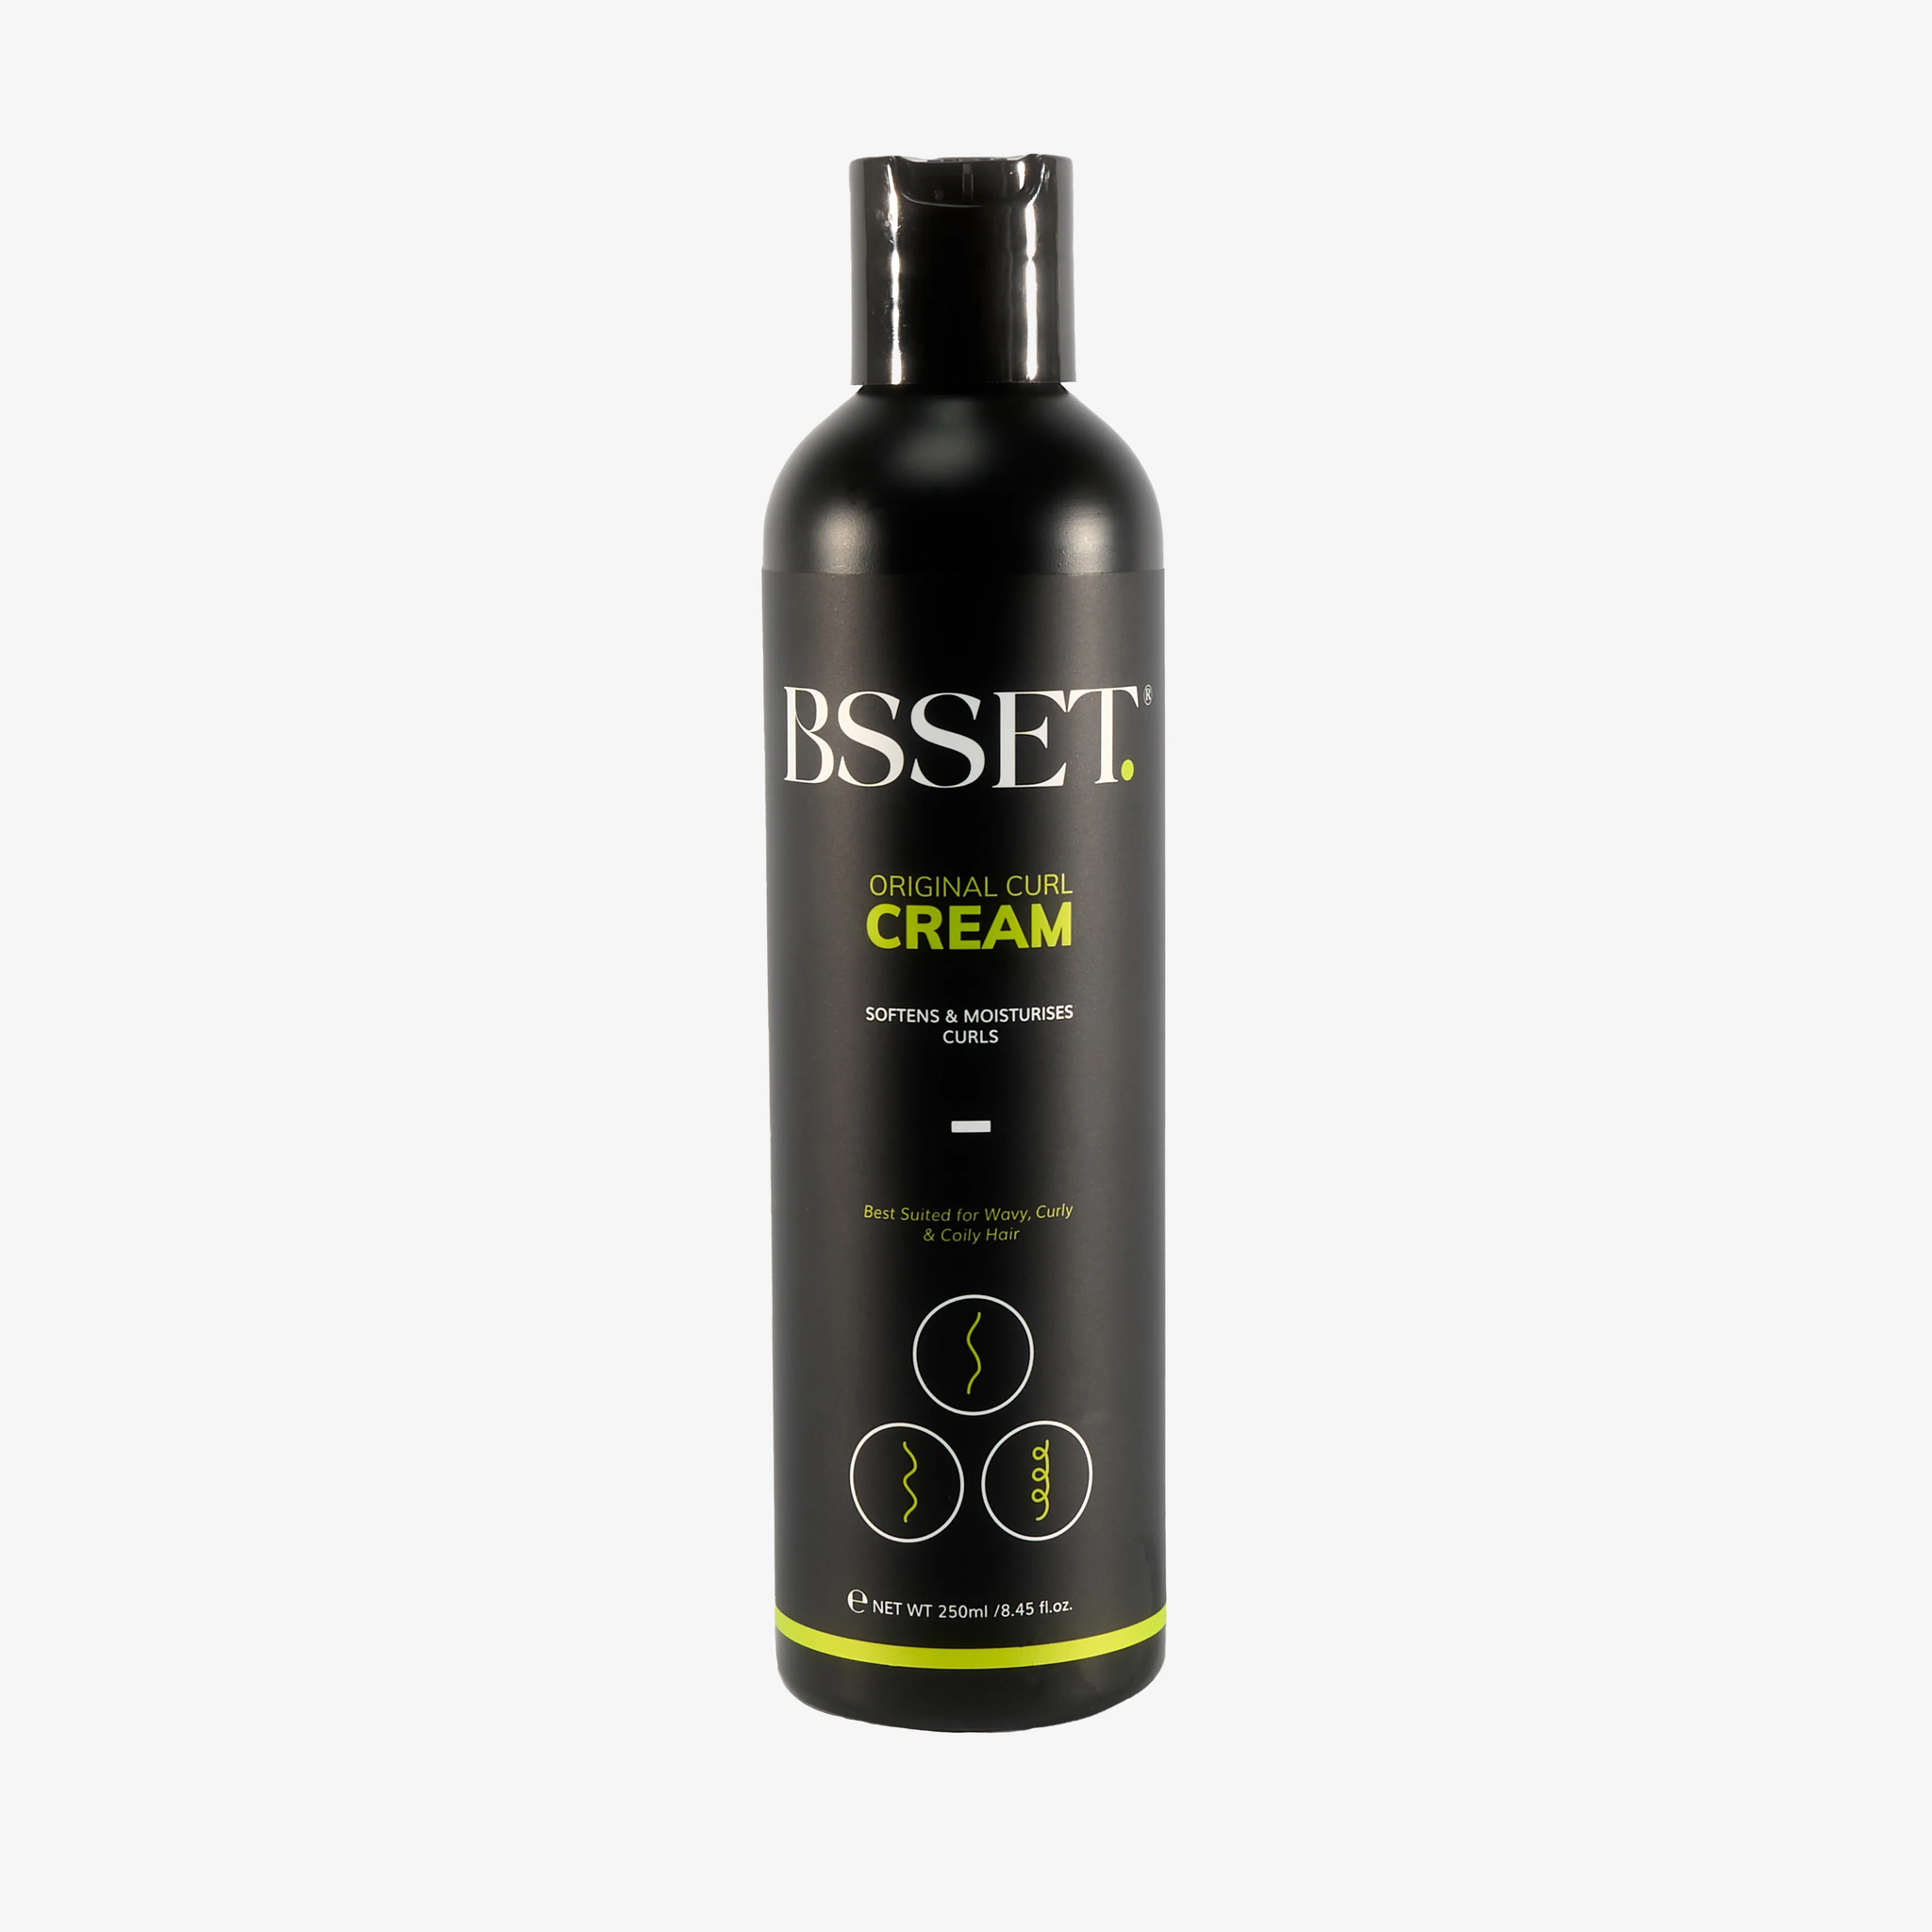 BSSET.®
ORIGINAL CURL
CREAM
SOFTENS & MOISTURISES
CURLS
Best Suited for Wavy, Curly
& Coily Hair
℮ NET WT 250ml /8.45 fl.oz.